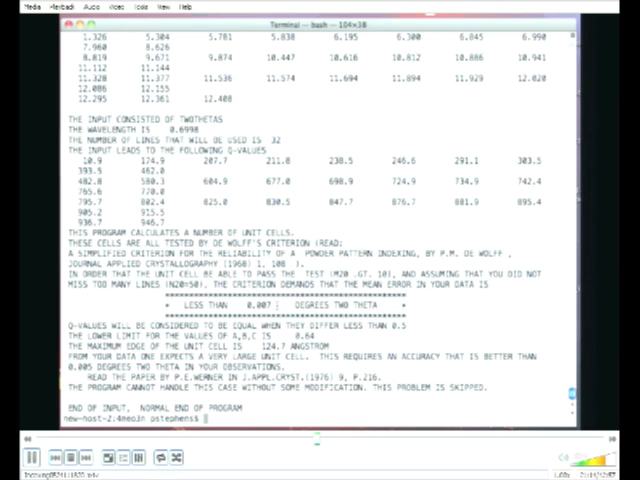 Media Playback Audio Video Tools View Help
Terminal — bash — 104×38
1.326 5.304 5.781 5.838 6.195 6.300 6.845 6.990
7.960 8.626
8.819 9.671 9.874 10.447 10.616 10.812 10.886 10.941
11.112 11.144
11.328 11.377 11.536 11.574 11.694 11.894 11.929 12.020
12.086 12.155
12.295 12.361 12.408
THE INPUT CONSISTED OF TWOTHETAS
THE WAVELENGTH IS 0.6998
THE NUMBER OF LINES THAT WILL BE USED IS 32
THE INPUT LEADS TO THE FOLLOWING Q-VALUES
10.9 174.9 207.7 211.8 238.5 246.6 291.1 303.5
393.5 462.0
482.8 580.3 604.9 677.0 698.9 724.9 734.9 742.4
765.6 770.0
795.7 802.4 825.0 830.5 847.7 876.7 881.9 895.4
905.2 915.5
936.7 946.7
THIS PROGRAM CALCULATES A NUMBER OF UNIT CELLS.
THESE CELLS ARE ALL TESTED BY DE WOLFF'S CRITERION (READ:
A SIMPLIFIED CRITERION FOR THE RELIABILITY OF A POWDER PATTERN INDEXING, BY P.M. DE WOLFF ,
JOURNAL APPLIED CRYSTALLOGRAPHY (1968) 1, 108 ).
IN ORDER THAT THE UNIT CELL BE ABLE TO PASS THE TEST (M20 .GT. 10), AND ASSUMING THAT YOU DID NOT
MISS TOO MANY LINES (N20=50), THE CRITERION DEMANDS THAT THE MEAN ERROR IN YOUR DATA IS
* LESS THAN 0.007 DEGREES TWO THETA *
Q-VALUES WILL BE CONSIDERED TO BE EQUAL WHEN THEY DIFFER LESS THAN 0.5
THE LOWER LIMIT FOR THE VALUES OF A,B,C IS 0.64
THE MAXIMUM EDGE OF THE UNIT CELL IS 124.7 ANGSTROM
FROM YOUR DATA ONE EXPECTS A VERY LARGE UNIT CELL. THIS REQUIRES AN ACCURACY THAT IS BETTER THAN
0.005 DEGREES TWO THETA IN YOUR OBSERVATIONS.
READ THE PAPER BY P.E.WERNER IN J.APPL.CRYST.(1976) 9, P.216.
THE PROGRAM CANNOT HANDLE THIS CASE WITHOUT SOME MODIFICATION. THIS PROBLEM IS SKIPPED.
END OF INPUT, NORMAL END OF PROGRAM
new-host-2:4meo3n pstephens$
1.00x